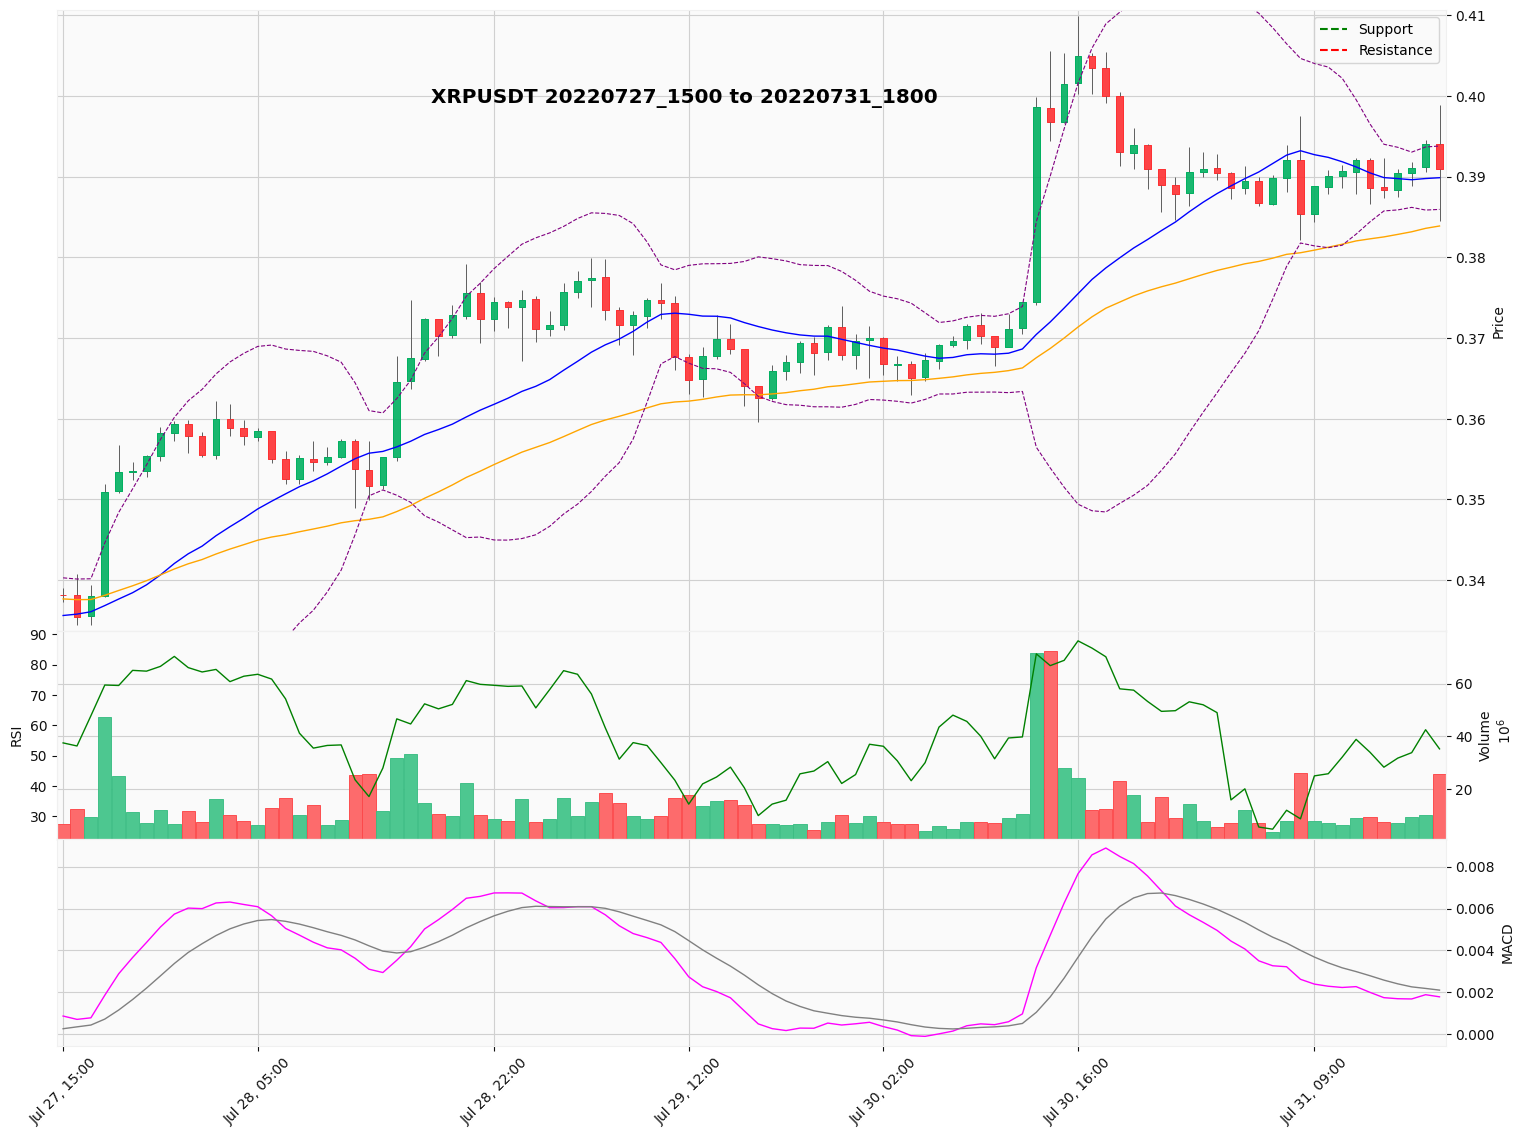 Support
Resistance
XRPUSDT 20220727_1500 to 20220731_1800
0.41
0.40
0.39
0.38
0.37
0.36
0.35
0.34
Price
90
80
70
60
50
40
30
RSI
60
40
20
Volume
10^6
0.008
0.006
0.004
0.002
0.000
MACD
Jul 27, 15:00
Jul 28, 05:00
Jul 28, 22:00
Jul 29, 12:00
Jul 30, 02:00
Jul 30, 16:00
Jul 31, 09:00